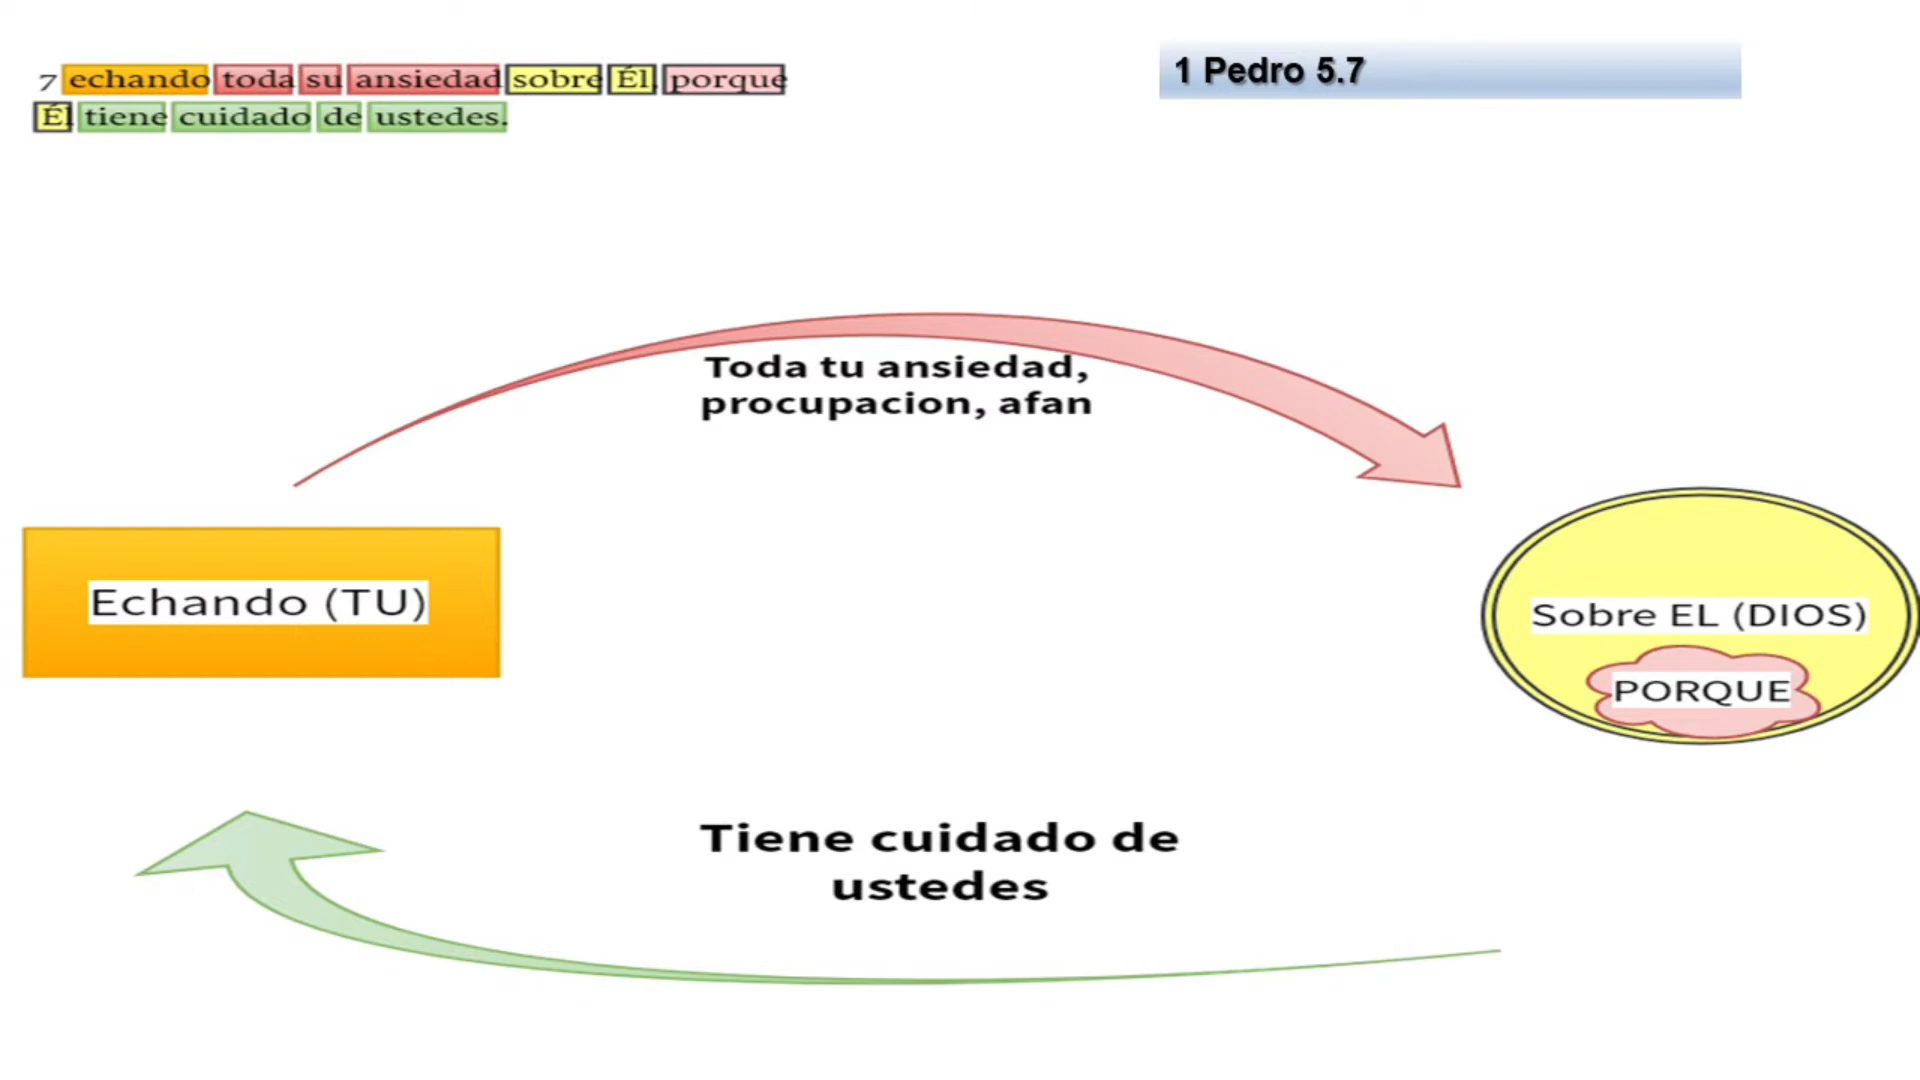 7 echando toda su ansiedad sobre Él, porque
Él tiene cuidado de ustedes.
1 Pedro 5.7
Toda tu ansiedad,
procupacion, afan
Echando (TU)
Sobre EL (DIOS)
PORQUE
Tiene cuidado de
ustedes